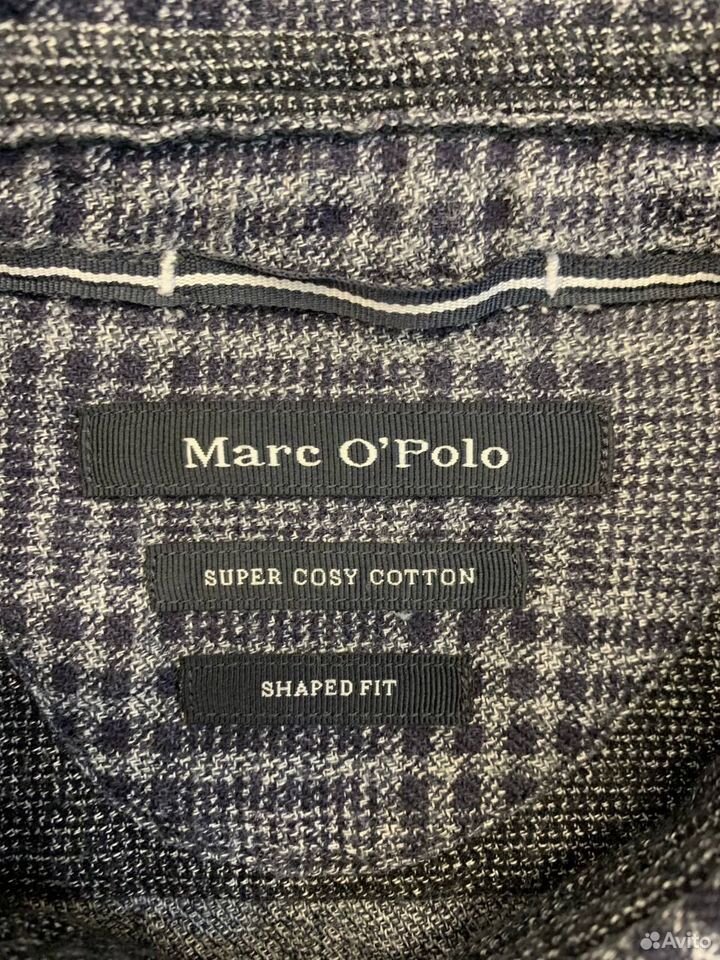 Marc O'Polo
SUPER COSY COTTON
SHAPED FIT
Avito